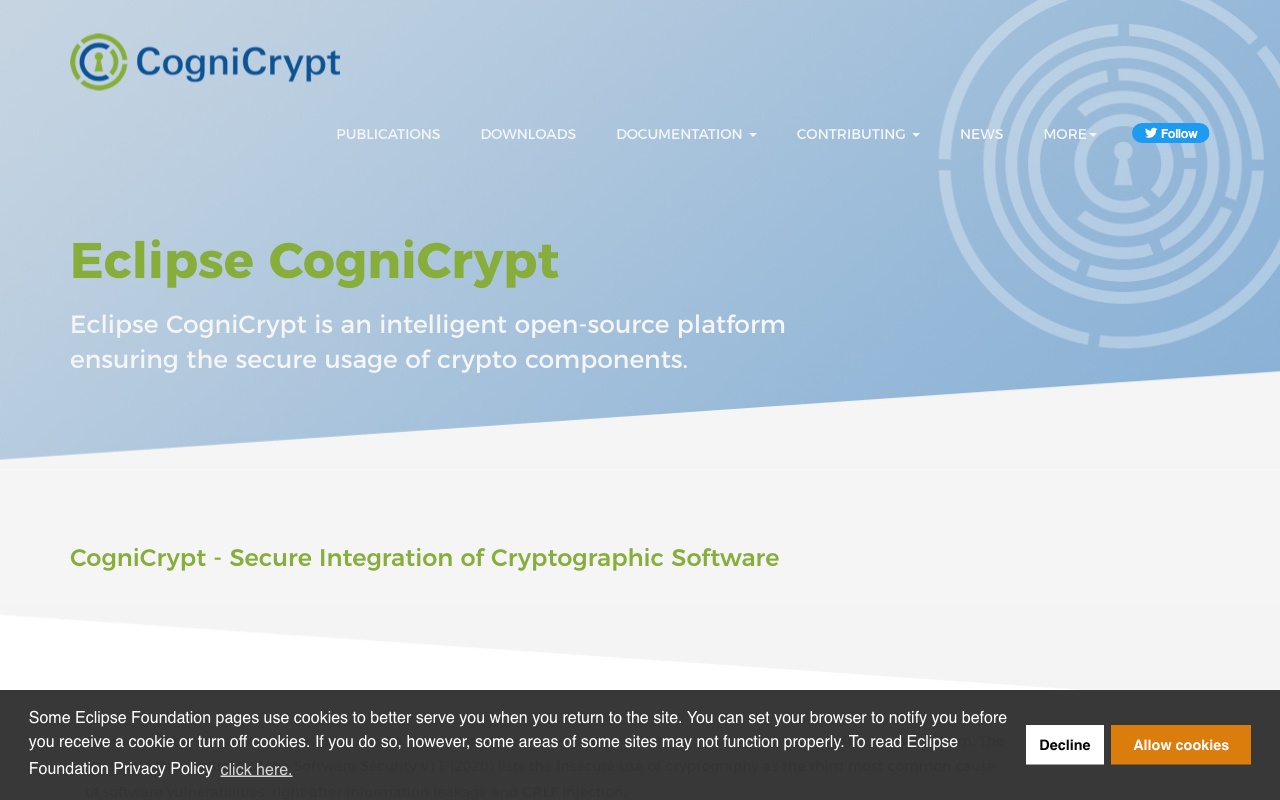 CogniCrypt
PUBLICATIONS DOWNLOADS DOCUMENTATION CONTRIBUTING NEWS MORE Follow
Eclipse CogniCrypt
Eclipse CogniCrypt is an intelligent open-source platform
ensuring the secure usage of crypto components.
CogniCrypt - Secure Integration of Cryptographic Software
Some Eclipse Foundation pages use cookies to better serve you when you return to the site. You can set your browser to notify you before
you receive a cookie or turn off cookies. If you do so, however, some areas of some sites may not function properly. To read Eclipse
Foundation Privacy Policy click here.
Decline Allow cookies